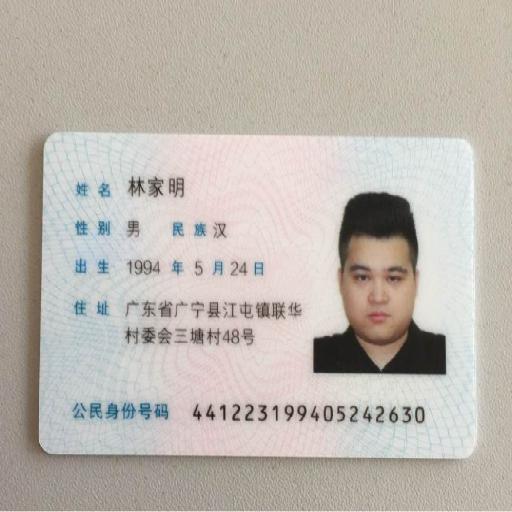 姓名 林家明
性别 男 民族 汉
出生 1994 年 5 月 24 日
住址 广东省广宁县江屯镇联华
村委会三塘村48号
公民身份号码 441223199405242630